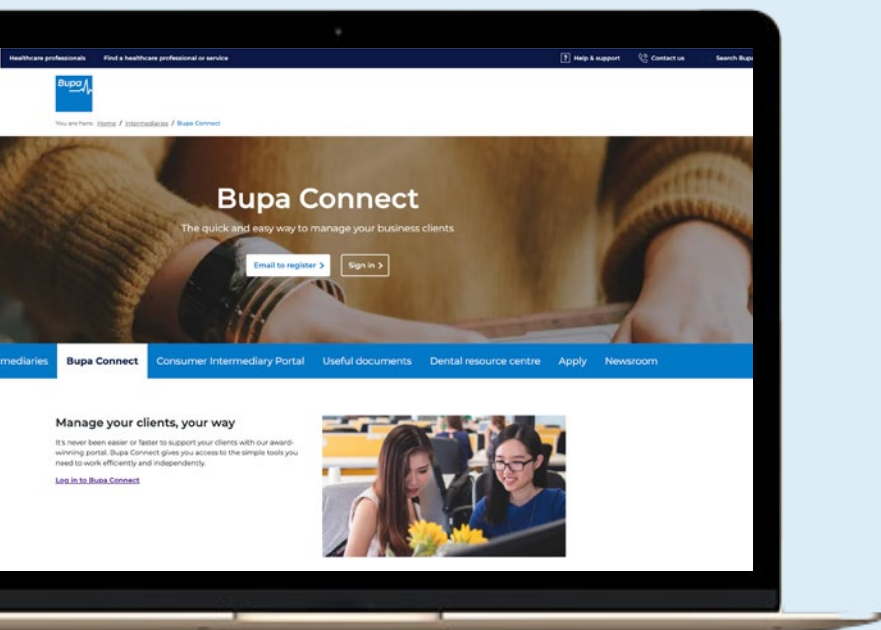 Healthcare professionals Find a healthcare professional or service ? Help & support Contact us Search Bupa
Bupa
You are here: Home / Intermediaries / Bupa Connect
Bupa Connect
The quick and easy way to manage your business clients
Email to register > Sign in >
mediaries Bupa Connect Consumer Intermediary Portal Useful documents Dental resource centre Apply Newsroom
Manage your clients, your way
It's never been easier or faster to support your clients with our award-
winning portal. Bupa Connect gives you access to the simple tools you
need to work efficiently and independently.
Log in to Bupa Connect